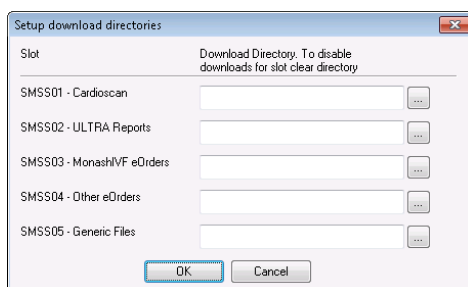 Setup download directories
Slot
Download Directory. To disable
downloads for slot clear directory
SMSS01 - Cardioscan
...
SMSS02 - ULTRA Reports
...
SMSS03 - MonashIVF eOrders
...
SMSS04 - Other eOrders
...
SMSS05 - Generic Files
...
OK Cancel